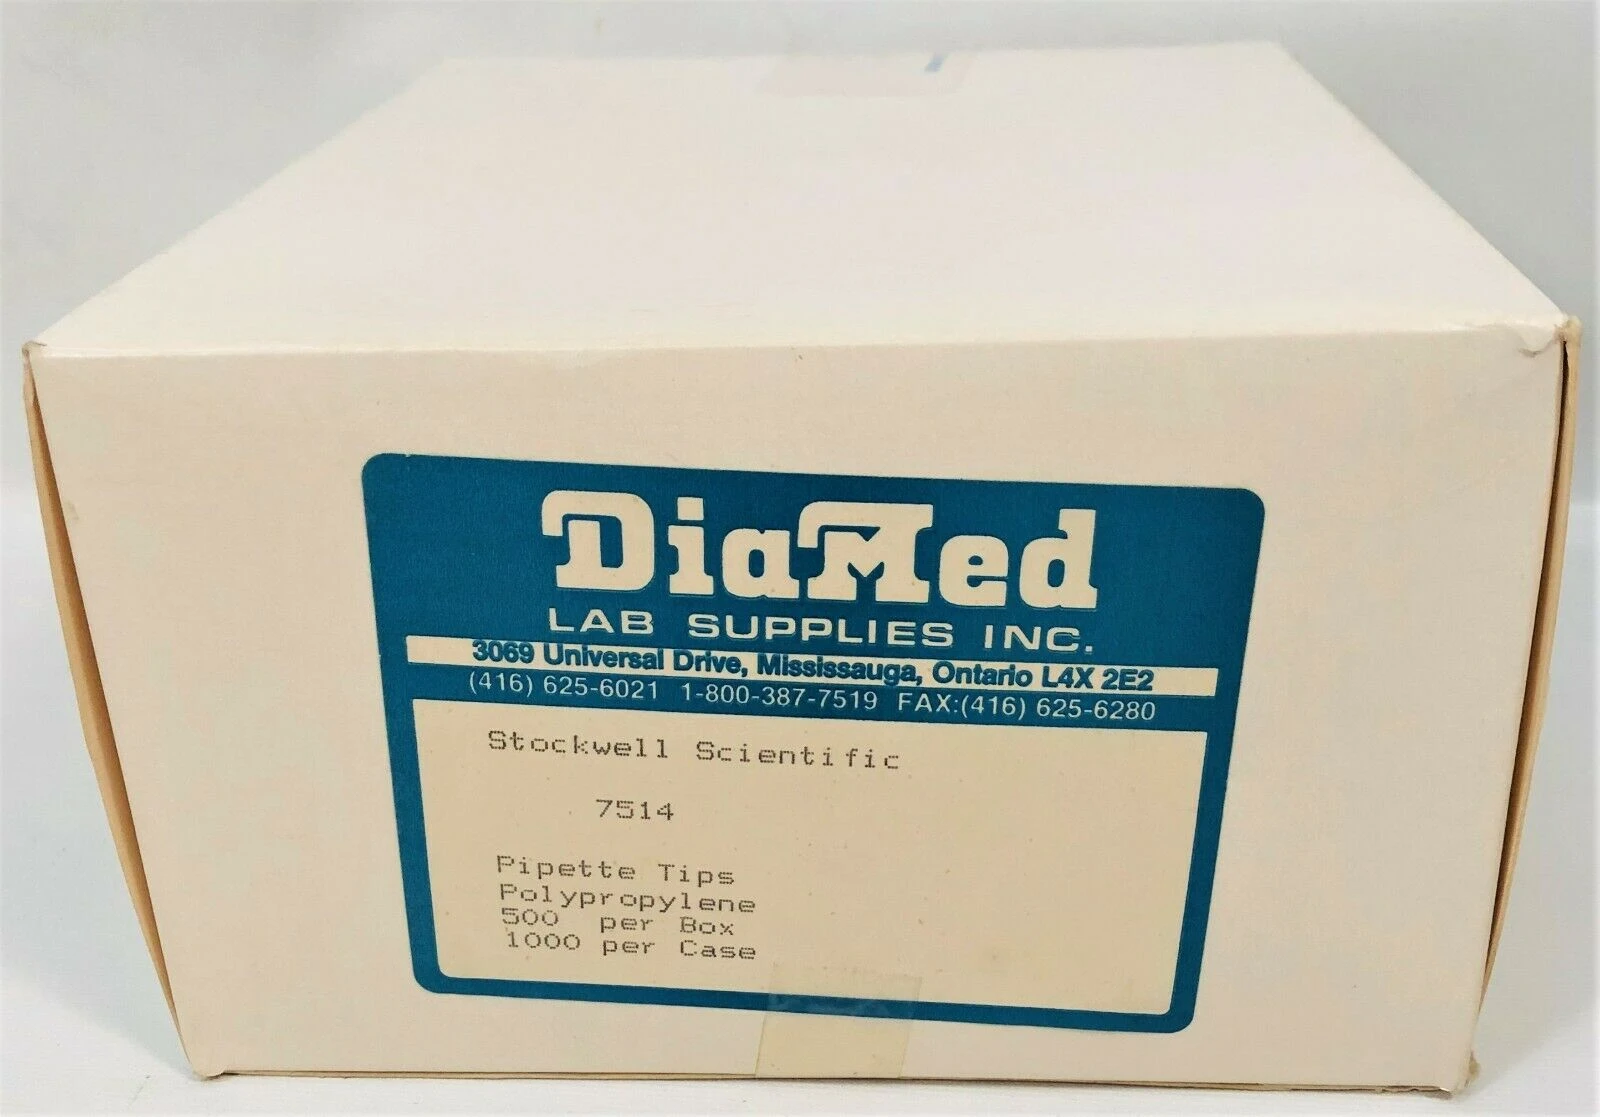 DiaMed
LAB SUPPLIES INC.
3069 Universal Drive, Mississauga, Ontario L4X 2E2
(416) 625-6021 1-800-387-7519 FAX:(416) 625-6280
Stockwell Scientific
7514
Pipette Tips
Polypropylene
500 per Box
1000 per Case